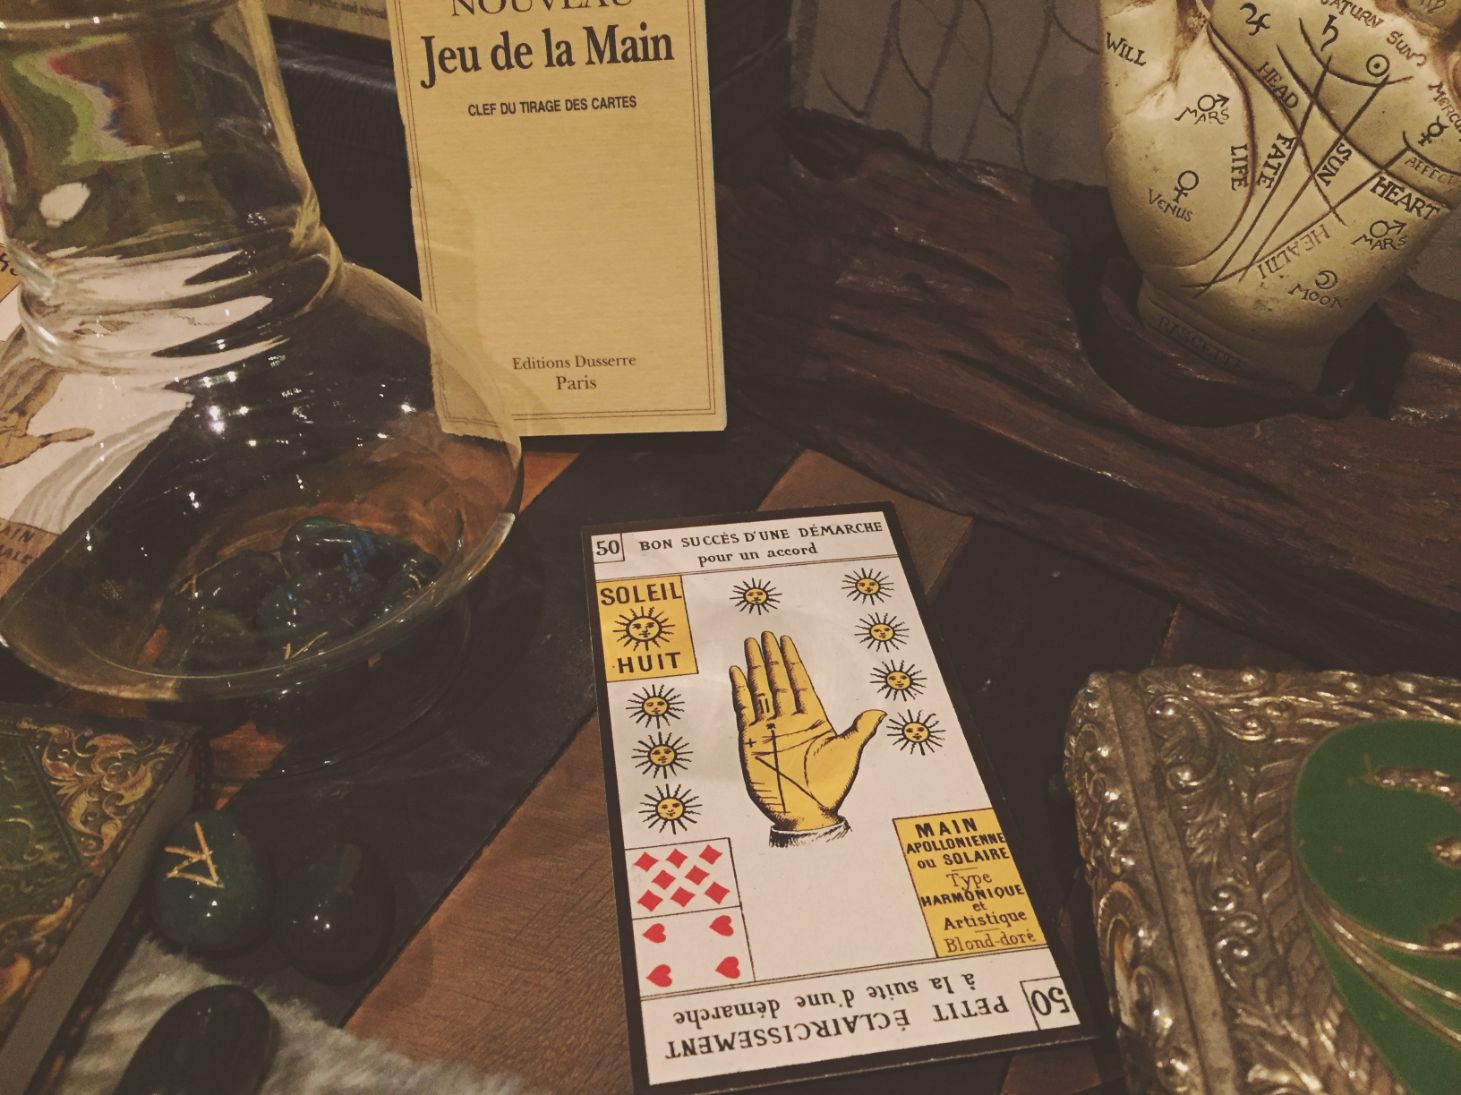 NOUVEAU
Jeu de la Main
CLEF DU TIRAGE DES CARTES
Editions Dusserre
Paris
WILL
SATURN
SUN
MARS
HEAD
LIFE
FATE
SUN
VENUS
HEART
MARS
HEALTH
MOON
50
BON SUCCÈS D'UNE DÉMARCHE
pour un accord
SOLEIL
HUIT
MAIN
APOLLONIENNE
OU SOLAIRE
Type
HARMONIQUE
et
Artistique
Blond-doré
50
PETIT ÉCLAIRCISSEMENT
à la suite d'une démarche